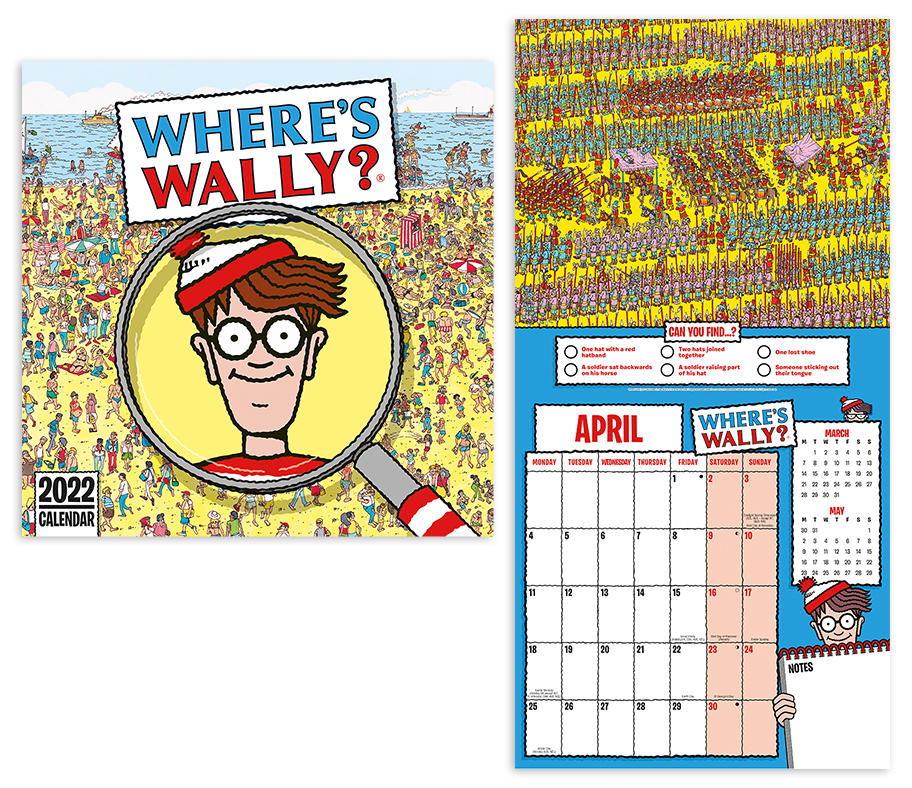 WHERE'S
WALLY?
®
2022
CALENDAR
CAN YOU FIND...?
One hat with a red
hatband
Two hats joined
together
One lost shoe
A soldier sat backwards
on his horse
A soldier raising part
of his hat
Someone sticking out
their tongue
APRIL
WHERE'S
WALLY?
MONDAY TUESDAY WEDNESDAY THURSDAY FRIDAY SATURDAY SUNDAY
1 2 3
4 5 6 7 8 9 10
11 12 13 14 15 16 17
Easter Sunday
18 19 20 21 22 23 24
Earth Day
St George's Day
25 26 27 28 29 30
MARCH
M T W T F S S
1 2 3 4 5 6
7 8 9 10 11 12 13
14 15 16 17 18 19 20
21 22 23 24 25 26 27
28 29 30 31
MAY
M T W T F S S
30 31 1
2 3 4 5 6 7 8
9 10 11 12 13 14 15
16 17 18 19 20 21 22
23 24 25 26 27 28 29
NOTES